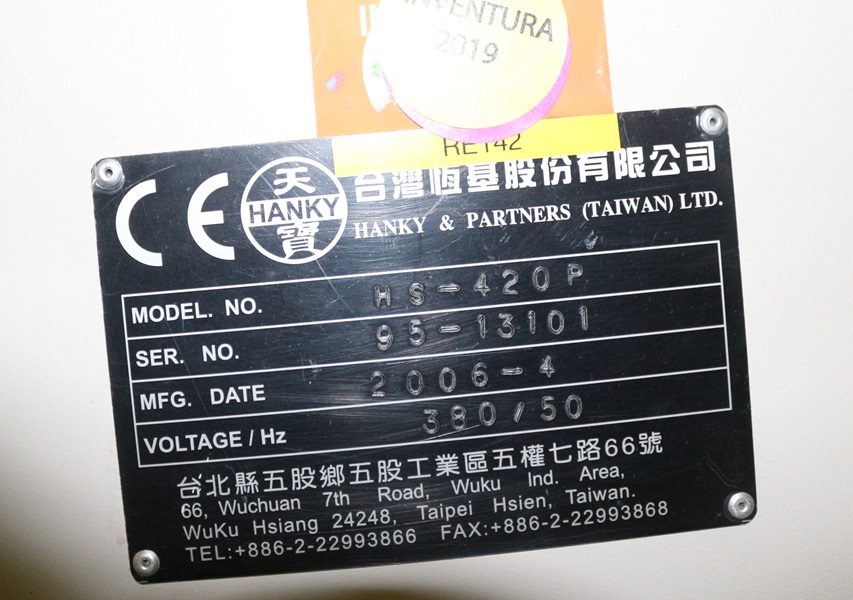 INVENTURA
2019
RE142
CE
天
HANKY
寶
台灣恆基股份有限公司
HANKY & PARTNERS (TAIWAN) LTD.
MODEL. NO. HS-420P
SER. NO. 95-13101
MFG. DATE 2006-4
VOLTAGE / Hz 380/50
台北縣五股鄉五股工業區五權七路66號
66, Wuchuan 7th Road, Wuku Ind. Area,
WuKu Hsiang 24248, Taipei Hsien, Taiwan.
TEL:+886-2-22993866 FAX:+886-2-22993868